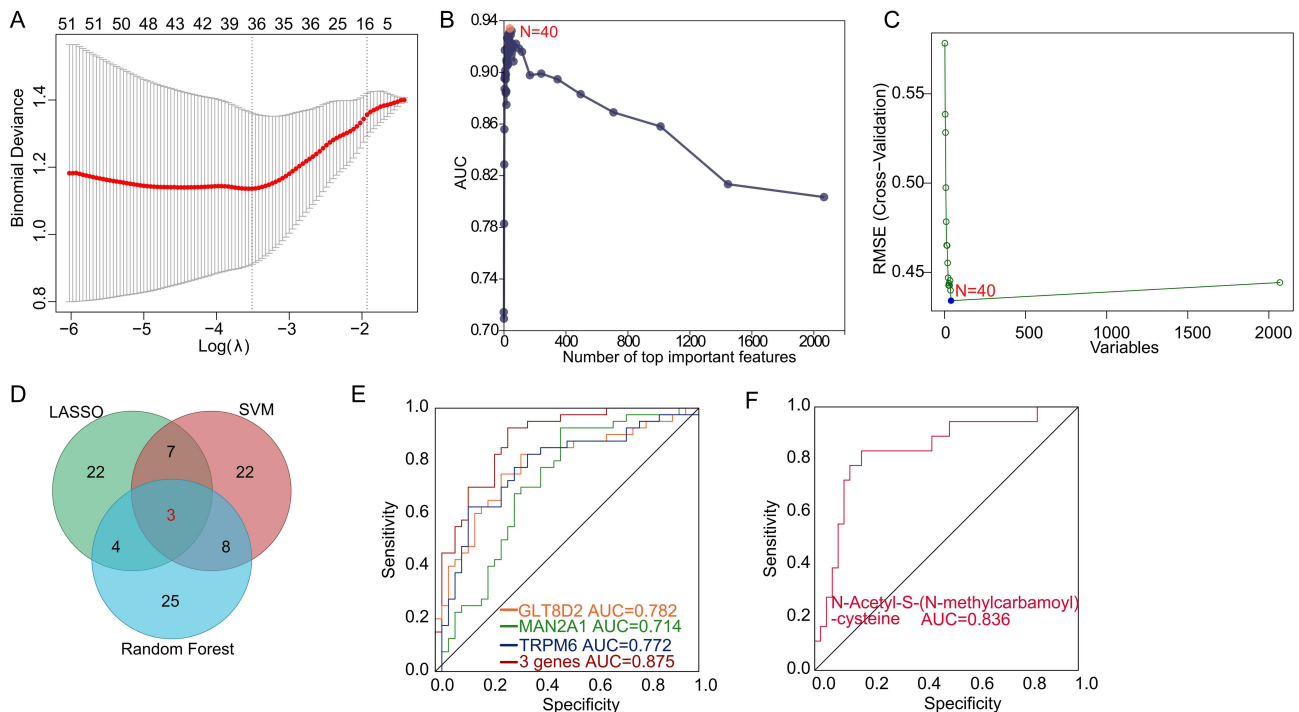 A
51 51 50 48 43 42 39 36 35 36 25 16 5
Binomial Deviance
1.4
1.2
1.0
0.8
−6 −5 −4 −3 −2
Log(λ)
B
0.94
0.90
0.86
0.82
0.78
0.74
0.70
AUC
N=40
0 400 800 1200 1600 2000
Number of top important features
C
RMSE (Cross−Validation)
0.55
0.50
0.45
N=40
0 500 1000 1500 2000
Variables
D
LASSO
SVM
7
22 22
3
4 8
25
Random Forest
E
Sensitivity
1.0
0.8
0.6
0.4
0.2
0.0
GLT8D2 AUC=0.782
MAN2A1 AUC=0.714
TRPM6 AUC=0.772
3 genes AUC=0.875
0.0 0.2 0.4 0.6 0.8 1.0
Specificity
F
Sensitivity
1.0
0.8
0.6
0.4
0.2
0.0
N-Acetyl-S-(N-methylcarbamoyl)
-cysteine AUC=0.836
0.0 0.2 0.4 0.6 0.8 1.0
Specificity